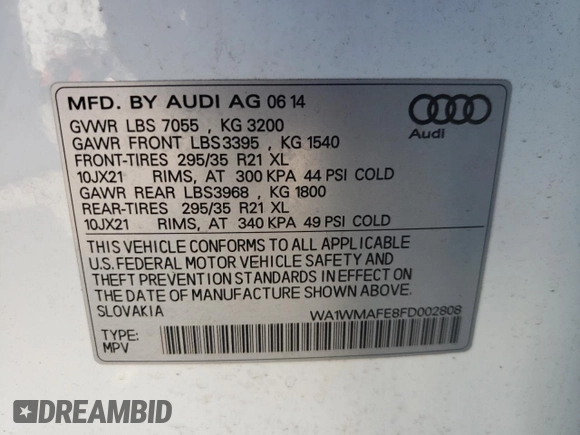 MFD. BY AUDI AG 06 14
GVWR LBS 7055 , KG 3200
GAWR FRONT LBS3395 , KG 1540
FRONT-TIRES 295/35 R21 XL
10JX21 RIMS, AT 300 KPA 44 PSI COLD
GAWR REAR LBS3968 , KG 1800
REAR-TIRES 295/35 R21 XL
10JX21 RIMS, AT 340 KPA 49 PSI COLD
Audi
THIS VEHICLE CONFORMS TO ALL APPLICABLE
U.S. FEDERAL MOTOR VEHICLE SAFETY AND
THEFT PREVENTION STANDARDS IN EFFECT ON
THE DATE OF MANUFACTURE SHOWN ABOVE.
SLOVAKIA WA1WMAFE8FD002808
TYPE:
MPV
DREAMBID